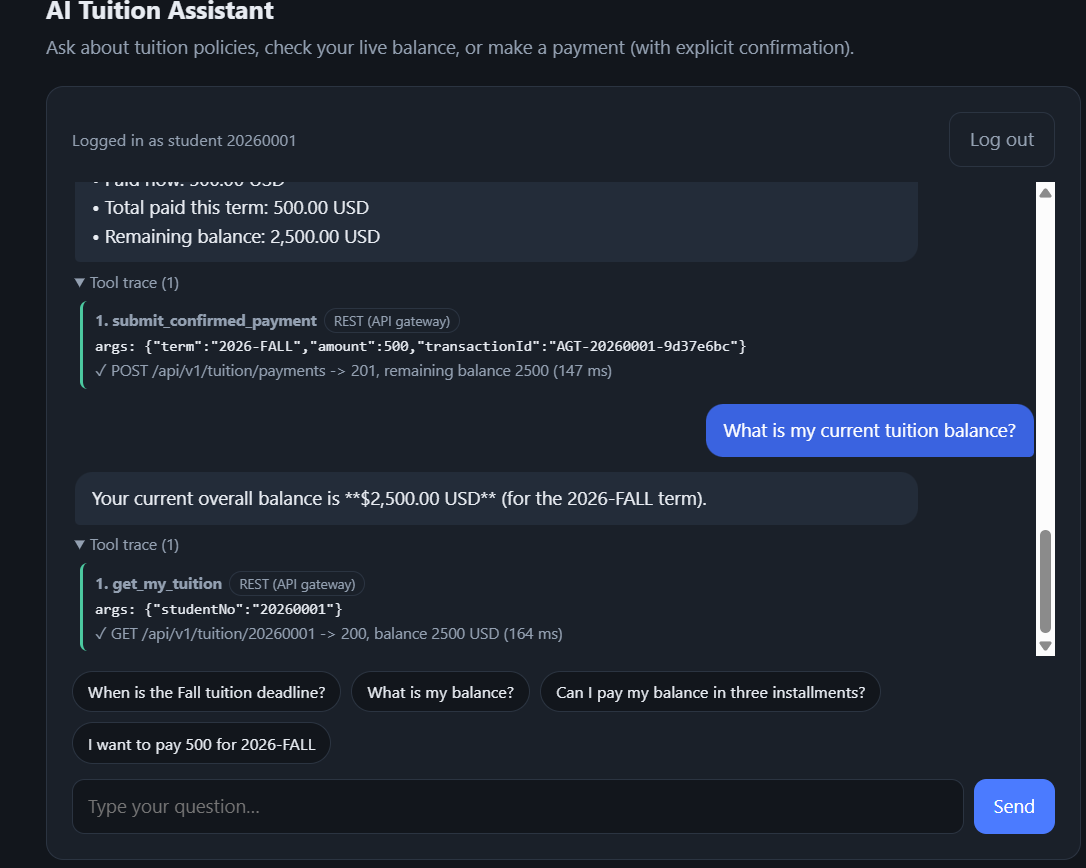 AI Tuition Assistant
Ask about tuition policies, check your live balance, or make a payment (with explicit confirmation).
Logged in as student 20260001
Log out
• Paid now: 500.00 USD
• Total paid this term: 500.00 USD
• Remaining balance: 2,500.00 USD
▼ Tool trace (1)
1. submit_confirmed_payment REST (API gateway)
args: {"term":"2026-FALL","amount":500,"transactionId":"AGT-20260001-9d37e6bc"}
✓ POST /api/v1/tuition/payments -> 201, remaining balance 2500 (147 ms)
What is my current tuition balance?
Your current overall balance is **$2,500.00 USD** (for the 2026-FALL term).
▼ Tool trace (1)
1. get_my_tuition REST (API gateway)
args: {"studentNo":"20260001"}
✓ GET /api/v1/tuition/20260001 -> 200, balance 2500 USD (164 ms)
When is the Fall tuition deadline? What is my balance? Can I pay my balance in three installments?
I want to pay 500 for 2026-FALL
Type your question...
Send